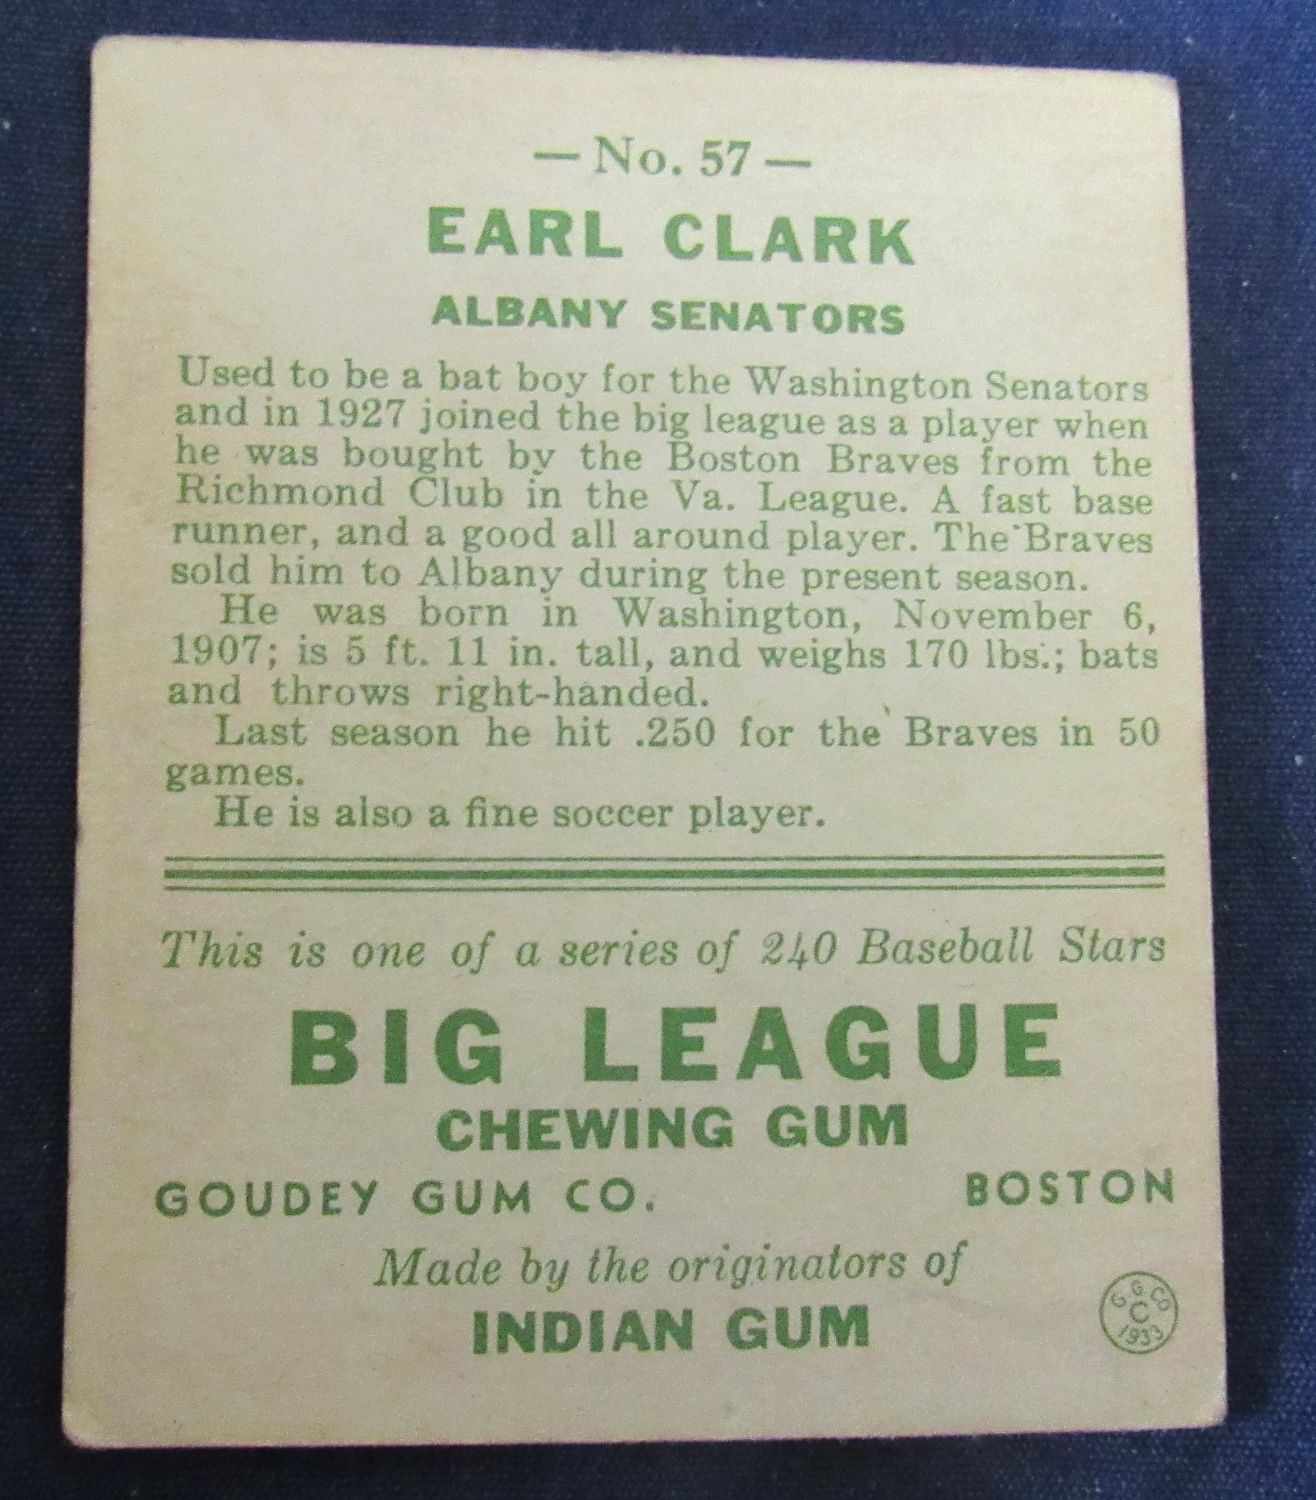 — No. 57 —
EARL CLARK
ALBANY SENATORS
Used to be a bat boy for the Washington Senators
and in 1927 joined the big league as a player when
he was bought by the Boston Braves from the
Richmond Club in the Va. League. A fast base
runner, and a good all around player. The Braves
sold him to Albany during the present season.
He was born in Washington, November 6,
1907; is 5 ft. 11 in. tall, and weighs 170 lbs.; bats
and throws right-handed.
Last season he hit .250 for the Braves in 50
games.
He is also a fine soccer player.
This is one of a series of 240 Baseball Stars
BIG LEAGUE
CHEWING GUM
GOUDEY GUM CO. BOSTON
Made by the originators of
INDIAN GUM
G. G. CO
C
1933